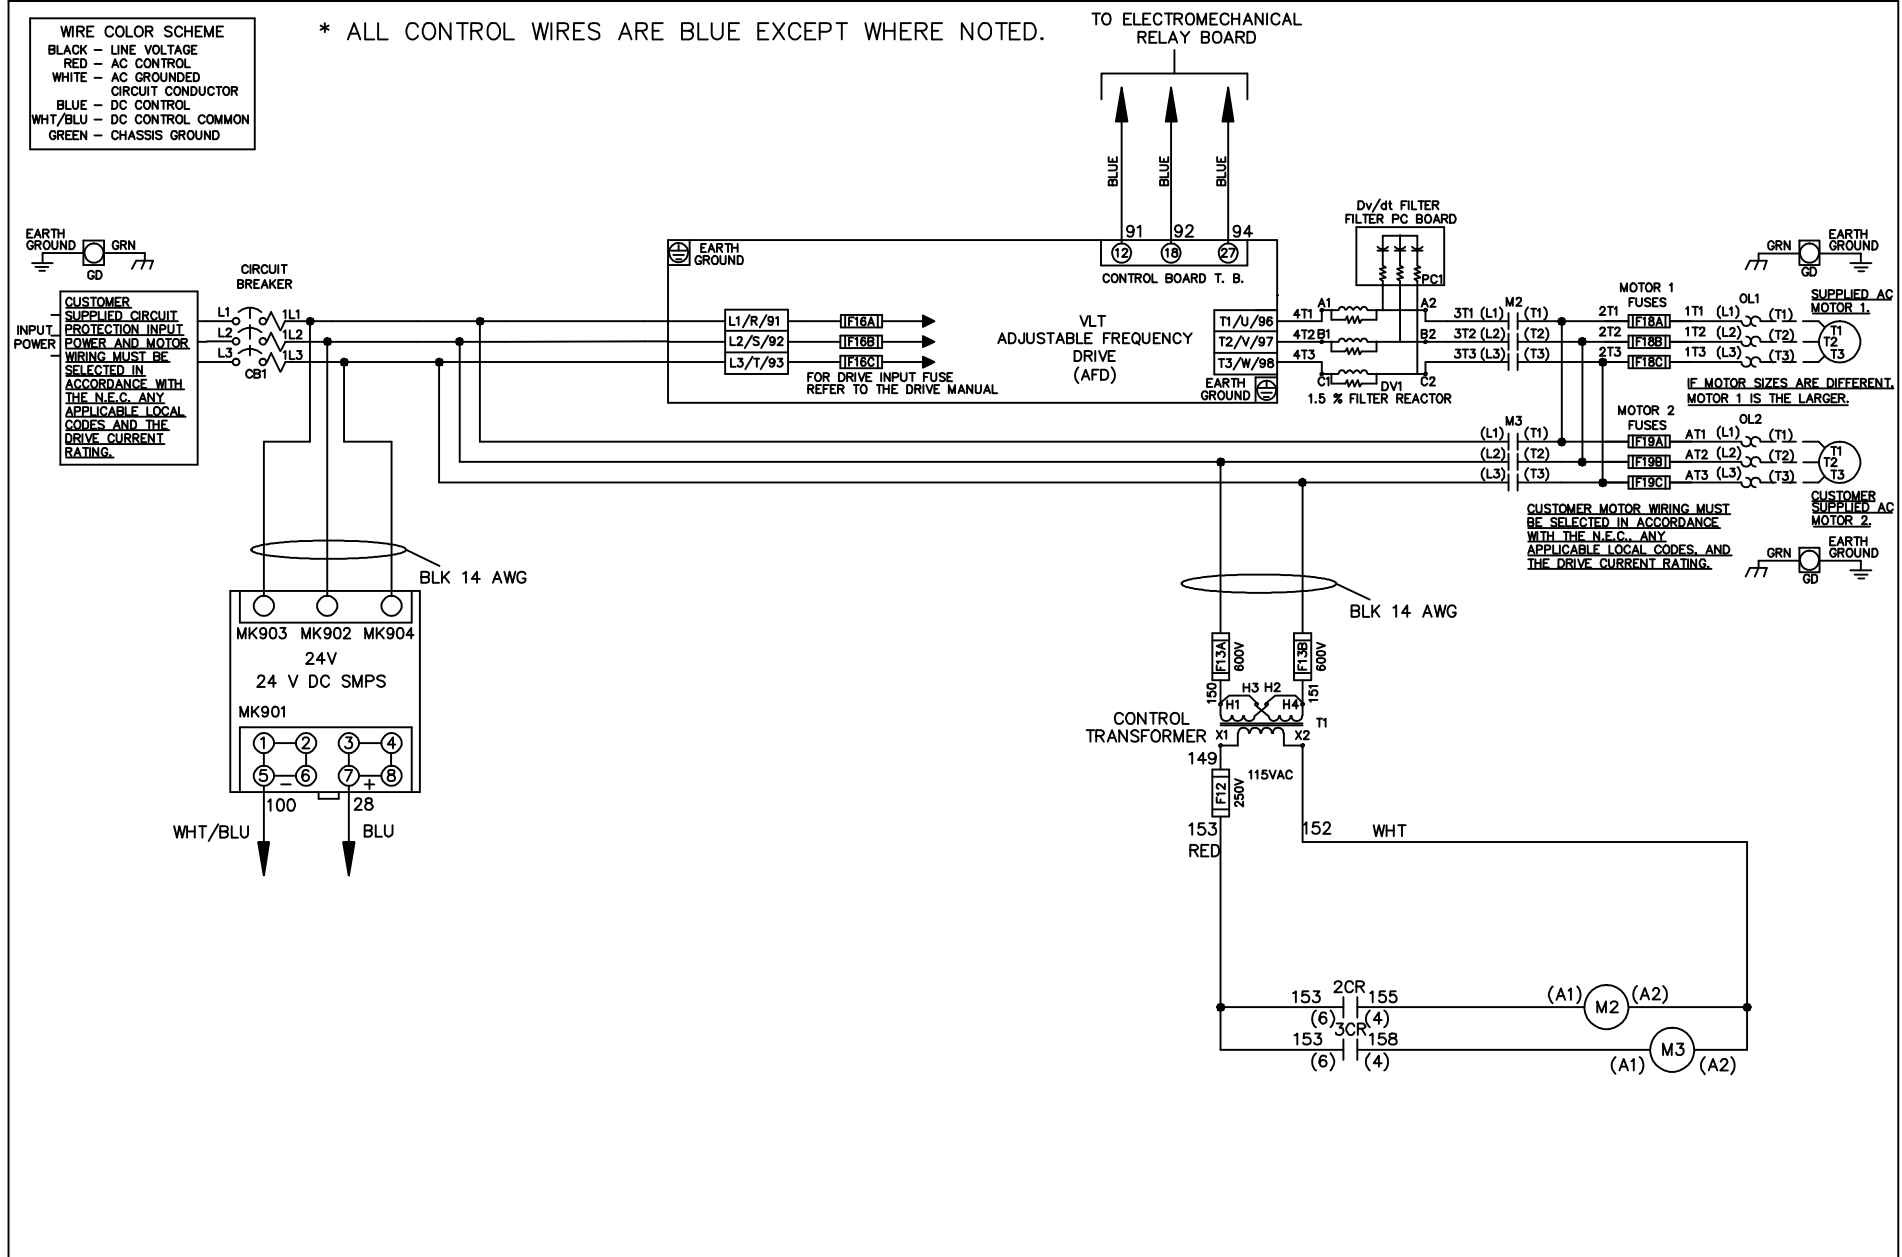 WIRE COLOR SCHEME
BLACK – LINE VOLTAGE
RED – AC CONTROL
WHITE – AC GROUNDED
CIRCUIT CONDUCTOR
BLUE – DC CONTROL
WHT/BLU – DC CONTROL COMMON
GREEN – CHASSIS GROUND
* ALL CONTROL WIRES ARE BLUE EXCEPT WHERE NOTED.
TO ELECTROMECHANICAL
RELAY BOARD
BLUE
BLUE
BLUE
91
92
94
12
18
27
CONTROL BOARD T. B.
EARTH
GROUND
GRN
GD
INPUT
POWER
CUSTOMER
SUPPLIED CIRCUIT
PROTECTION INPUT
POWER AND MOTOR
WIRING MUST BE
SELECTED IN
ACCORDANCE WITH
THE N.E.C. ANY
APPLICABLE LOCAL
CODES AND THE
DRIVE CURRENT
RATING.
CIRCUIT
BREAKER
L1
1L1
L2
1L2
L3
1L3
CB1
EARTH
GROUND
L1/R/91
F16A
L2/S/92
F16B
L3/T/93
F16C
FOR DRIVE INPUT FUSE
REFER TO THE DRIVE MANUAL
VLT
ADJUSTABLE FREQUENCY
DRIVE
(AFD)
T1/U/96
T2/V/97
T3/W/98
EARTH
GROUND
Dv/dt FILTER
FILTER PC BOARD
PC1
4T1 A1 A2
4T2 B1 B2
4T3
C1 C2
DV1
1.5 % FILTER REACTOR
M2
3T1 (L1) (T1)
3T2 (L2) (T2)
3T3 (L3) (T3)
MOTOR 1
FUSES
2T1 F18A 1T1 (L1) (T1)
2T2 F18B 1T2 (L2) (T2)
2T3 F18C 1T3 (L3) (T3)
OL1
GRN
GD
EARTH
GROUND
SUPPLIED AC
MOTOR 1.
T1
T2
T3
IF MOTOR SIZES ARE DIFFERENT,
MOTOR 1 IS THE LARGER.
M3
(L1) (T1)
(L2) (T2)
(L3) (T3)
MOTOR 2
FUSES
F19A AT1 (L1) (T1)
F19B AT2 (L2) (T2)
F19C AT3 (L3) (T3)
OL2
T1
T2
T3
CUSTOMER
SUPPLIED AC
MOTOR 2.
CUSTOMER MOTOR WIRING MUST
BE SELECTED IN ACCORDANCE
WITH THE N.E.C., ANY
APPLICABLE LOCAL CODES, AND
THE DRIVE CURRENT RATING.
GRN
GD
EARTH
GROUND
BLK 14 AWG
MK903 MK902 MK904
24V
24 V DC SMPS
MK901
1 2 3 4
5 – 6 7 + 8
100
28
WHT/BLU
BLU
BLK 14 AWG
F13A
600V
F13B
600V
150
151
H3 H2
H1 H4
T1
CONTROL
TRANSFORMER
X1 X2
149
115VAC
F12
250V
153
RED
152
WHT
153 2CR 155
(6) (4)
(A1) M2 (A2)
153 3CR 158
(6) (4)
(A1) M3 (A2)